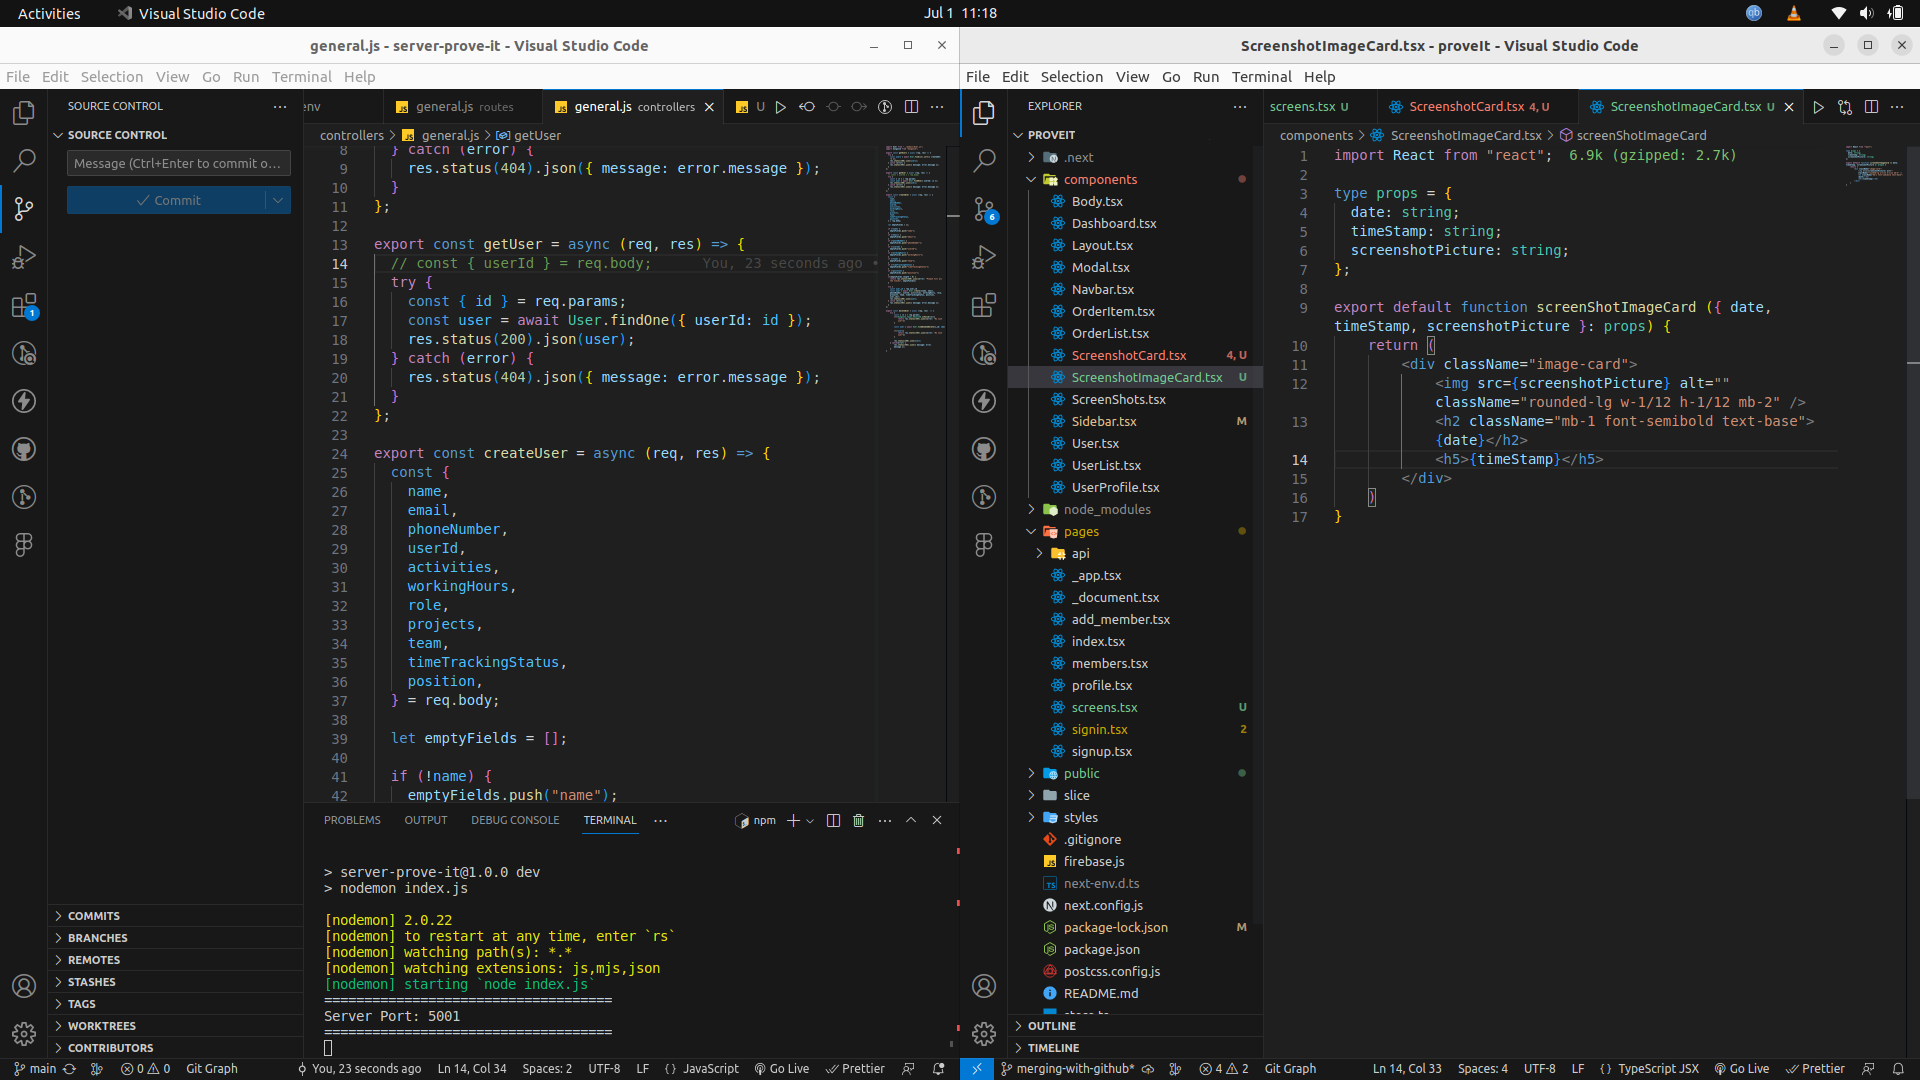 Activities
Visual Studio Code
Jul 1 11:18
general.js - server-prove-it - Visual Studio Code
File Edit Selection View Go Run Terminal Help
SOURCE CONTROL
SOURCE CONTROL
Message (Ctrl+Enter to commit o...
Commit
1
COMMITS
BRANCHES
REMOTES
STASHES
TAGS
WORKTREES
CONTRIBUTORS
env
general.js routes
general.js controllers
U
controllers > general.js > getUser
8 } catch (error) {
9 res.status(404).json({ message: error.message });
10 }
11 };
12
13 export const getUser = async (req, res) => {
14 // const { userId } = req.body; You, 23 seconds ago •
15 try {
16 const { id } = req.params;
17 const user = await User.findOne({ userId: id });
18 res.status(200).json(user);
19 } catch (error) {
20 res.status(404).json({ message: error.message });
21 }
22 };
23
24 export const createUser = async (req, res) => {
25 const {
26 name,
27 email,
28 phoneNumber,
29 userId,
30 activities,
31 workingHours,
32 role,
33 projects,
34 team,
35 timeTrackingStatus,
36 position,
37 } = req.body;
38
39 let emptyFields = [];
40
41 if (!name) {
42 emptyFields.push("name");
PROBLEMS OUTPUT DEBUG CONSOLE TERMINAL
npm
> server-prove-it@1.0.0 dev
> nodemon index.js
[nodemon] 2.0.22
[nodemon] to restart at any time, enter `rs`
[nodemon] watching path(s): *.*
[nodemon] watching extensions: js,mjs,json
[nodemon] starting `node index.js`
====================================
Server Port: 5001
====================================
main 0 0 Git Graph You, 23 seconds ago Ln 14, Col 34 Spaces: 2 UTF-8 LF {} JavaScript Go Live Prettier
ScreenshotImageCard.tsx - proveIt - Visual Studio Code
File Edit Selection View Go Run Terminal Help
6
EXPLORER
PROVEIT
.next
components
Body.tsx
Dashboard.tsx
Layout.tsx
Modal.tsx
Navbar.tsx
OrderItem.tsx
OrderList.tsx
ScreenshotCard.tsx 4, U
ScreenshotImageCard.tsx U
ScreenShots.tsx
Sidebar.tsx M
User.tsx
UserList.tsx
UserProfile.tsx
node_modules
pages
api
_app.tsx
_document.tsx
add_member.tsx
index.tsx
members.tsx
profile.tsx
screens.tsx U
signin.tsx 2
signup.tsx
public
slice
styles
.gitignore
firebase.js
next-env.d.ts
next.config.js
package-lock.json M
package.json
postcss.config.js
README.md
OUTLINE
TIMELINE
screens.tsx U
ScreenshotCard.tsx 4, U
ScreenshotImageCard.tsx U
components > ScreenshotImageCard.tsx > screenShotImageCard
1 import React from "react"; 6.9k (gzipped: 2.7k)
2
3 type props = {
4 date: string;
5 timeStamp: string;
6 screenshotPicture: string;
7 };
8
9 export default function screenShotImageCard ({ date,
timeStamp, screenshotPicture }: props) {
10 return (
11 <div className="image-card">
12 <img src={screenshotPicture} alt=""
className="rounded-lg w-1/12 h-1/12 mb-2" />
13 <h2 className="mb-1 font-semibold text-base">
{date}</h2>
14 <h5>{timeStamp}</h5>
15 </div>
16 )
17 }
merging-with-github* 4 2 Git Graph Ln 14, Col 33 Spaces: 4 UTF-8 LF {} TypeScript JSX Go Live Prettier